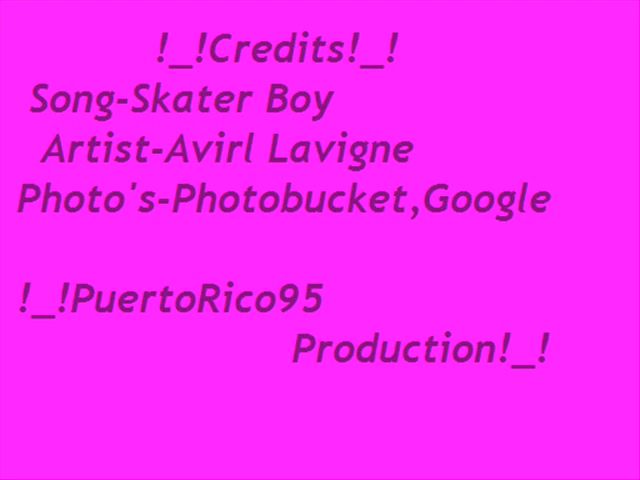 !_!Credits!_!
Song-Skater Boy
Artist-Avirl Lavigne
Photo's-Photobucket,Google
!_!PuertoRico95
Production!_!